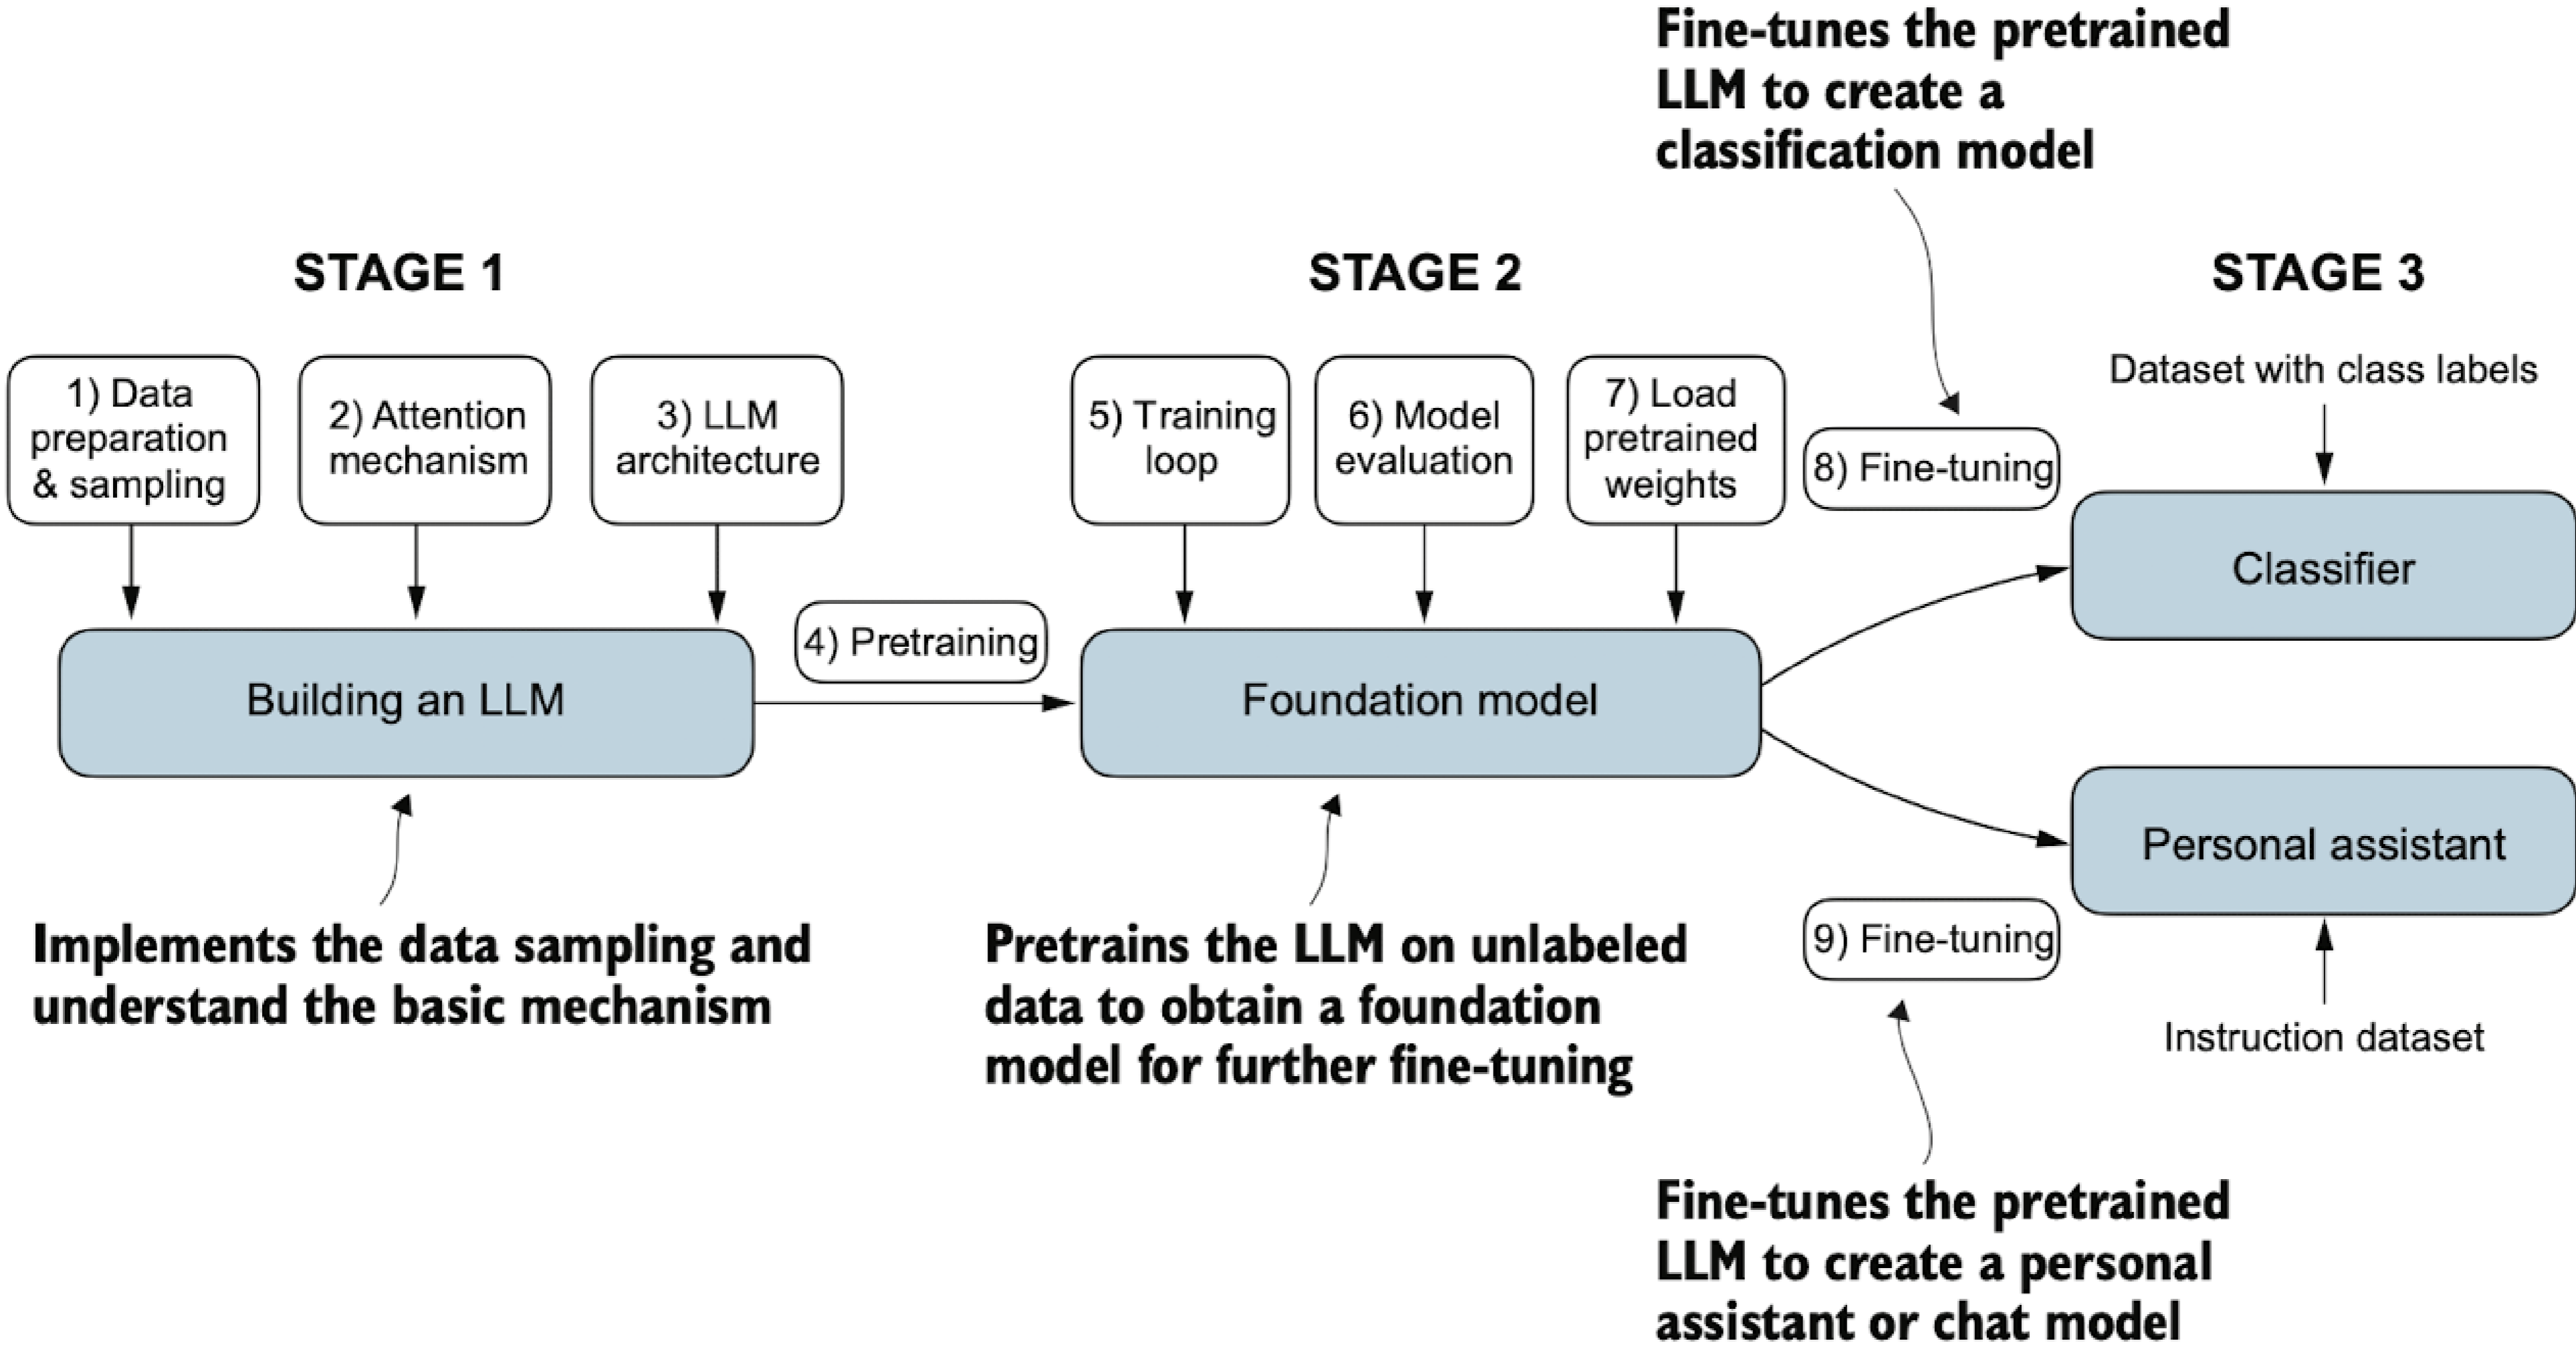 Fine-tunes the pretrained
LLM to create a
classification model
STAGE 1
STAGE 2
STAGE 3
1) Data
preparation
& sampling
2) Attention
mechanism
3) LLM
architecture
5) Training
loop
6) Model
evaluation
7) Load
pretrained
weights
8) Fine-tuning
Dataset with class labels
Classifier
4) Pretraining
Building an LLM
Foundation model
Personal assistant
9) Fine-tuning
Instruction dataset
Implements the data sampling and
understand the basic mechanism
Pretrains the LLM on unlabeled
data to obtain a foundation
model for further fine-tuning
Fine-tunes the pretrained
LLM to create a personal
assistant or chat model